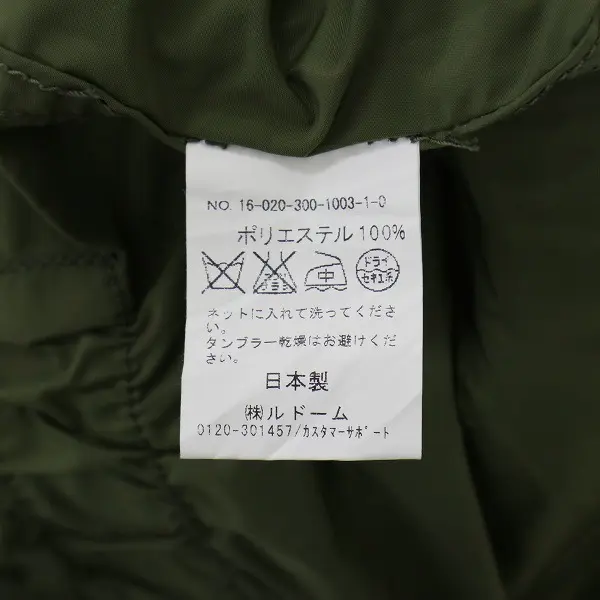 NO. 16-020-300-1003-1-0
ポリエステル100%
ドライ
セキユ系
ネットに入れて洗ってくださ
い。
タンブラー乾燥はお避けくだ
さい。
日本製
㈱ルドーム
0120-301457/カスタマーサポート